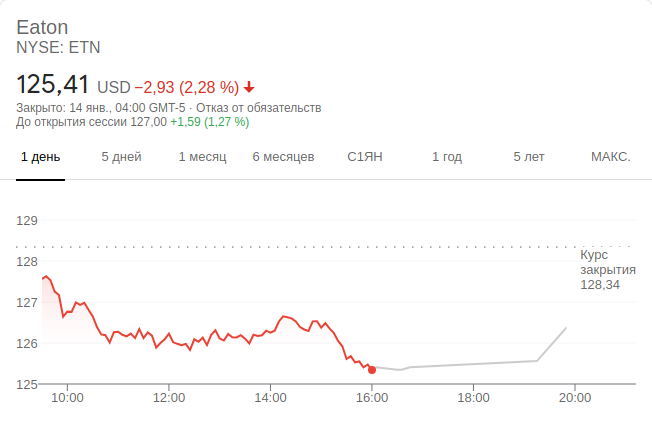 Eaton
NYSE: ETN
125,41 USD −2,93 (2,28 %)
Закрыто: 14 янв., 04:00 GMT-5 · Отказ от обязательств
До открытия сессии 127,00 +1,59 (1,27 %)
1 день 5 дней 1 месяц 6 месяцев С1ЯН 1 год 5 лет МАКС.
129
Курс
закрытия
128,34
128
127
126
125
10:00 12:00 14:00 16:00 18:00 20:00